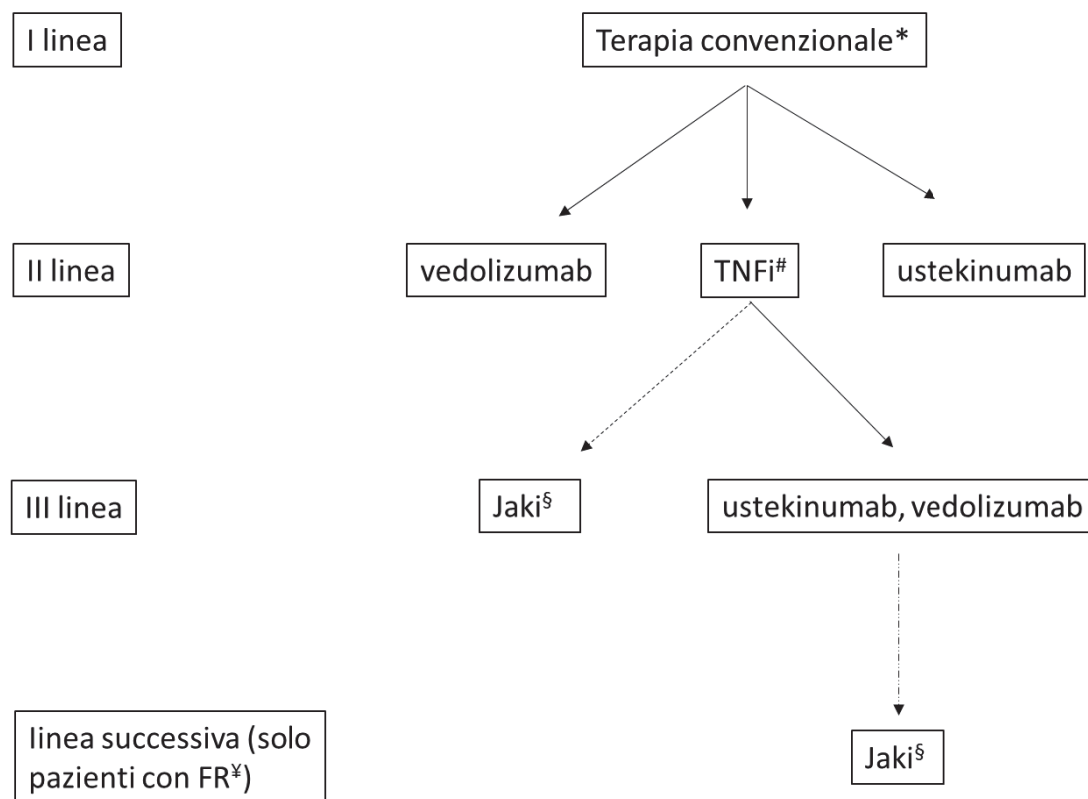 I linea
Terapia convenzionale*
II linea
vedolizumab
TNFi#
ustekinumab
III linea
Jaki§
ustekinumab, vedolizumab
linea successiva (solo
pazienti con FR¥)
Jaki§